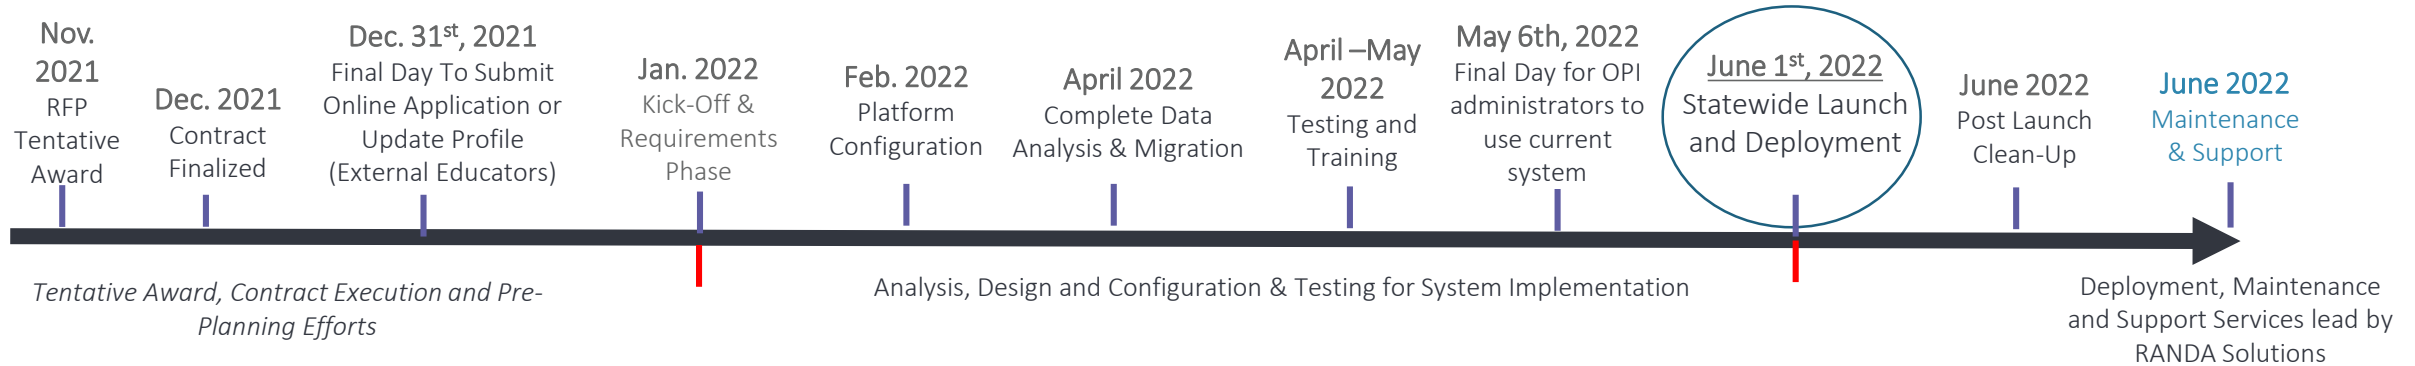 Nov.
2021
RFP
Tentative
Award
Dec. 2021
Contract
Finalized
Dec. 31st, 2021
Final Day To Submit
Online Application or
Update Profile
(External Educators)
Jan. 2022
Kick-Off &
Requirements
Phase
Feb. 2022
Platform
Configuration
April 2022
Complete Data
Analysis & Migration
April –May
2022
Testing and
Training
May 6th, 2022
Final Day for OPI
administrators to
use current
system
June 1st, 2022
Statewide Launch
and Deployment
June 2022
Post Launch
Clean-Up
June 2022
Maintenance
& Support
Tentative Award, Contract Execution and Pre-
Planning Efforts
Analysis, Design and Configuration & Testing for System Implementation
Deployment, Maintenance
and Support Services lead by
RANDA Solutions